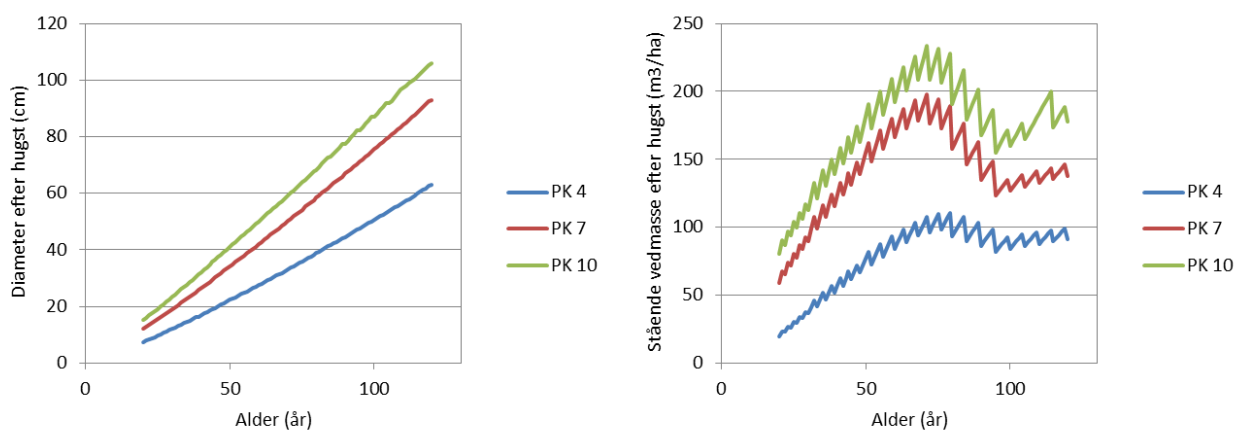 Diameter efter hugst (cm)
120
100
80
60
40
20
0
0 50 100
Alder (år)
PK 4
PK 7
PK 10
Stående vedmasse efter hugst (m3/ha)
250
200
150
100
50
0
0 50 100
Alder (år)
PK 4
PK 7
PK 10